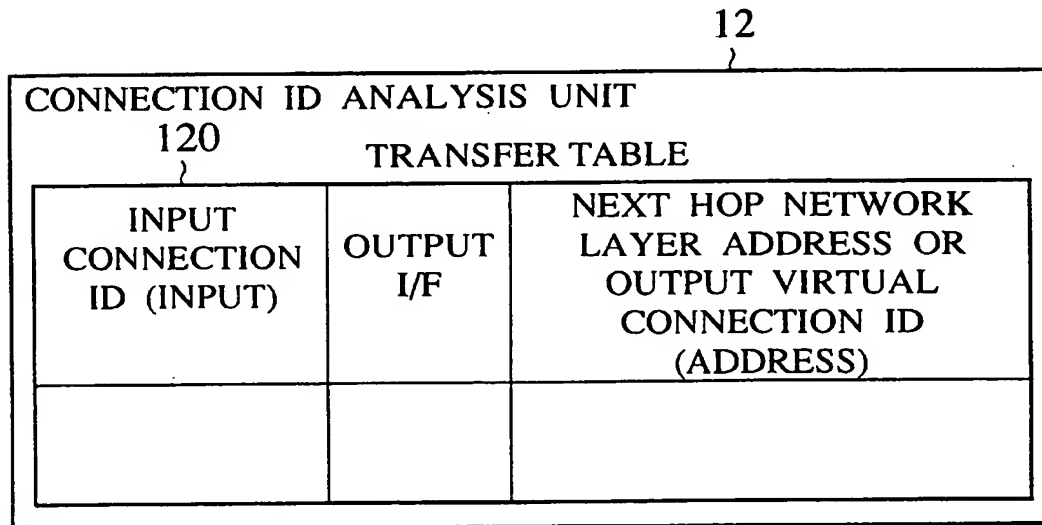 12
CONNECTION ID ANALYSIS UNIT
120
TRANSFER TABLE
INPUT
CONNECTION
ID (INPUT)
OUTPUT
I/F
NEXT HOP NETWORK
LAYER ADDRESS OR
OUTPUT VIRTUAL
CONNECTION ID
(ADDRESS)